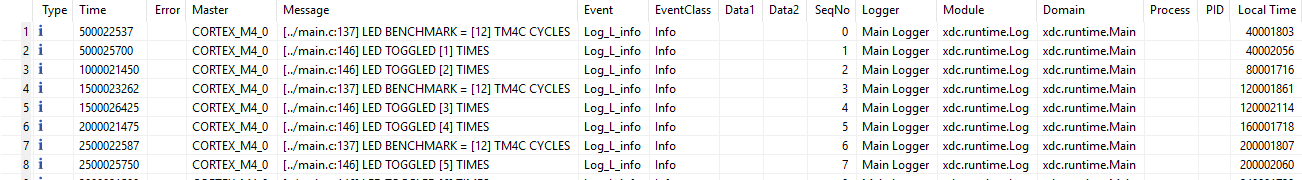 Type Time Error Master Message Event EventClass Data1 Data2 SeqNo Logger Module Domain Process PID Local Time
1 i 500022537 CORTEX_M4_0 [../main.c:137] LED BENCHMARK = [12] TM4C CYCLES Log_L_info Info 0 Main Logger xdc.runtime.Log xdc.runtime.Main 40001803
2 i 500025700 CORTEX_M4_0 [../main.c:146] LED TOGGLED [1] TIMES Log_L_info Info 1 Main Logger xdc.runtime.Log xdc.runtime.Main 40002056
3 i 1000021450 CORTEX_M4_0 [../main.c:146] LED TOGGLED [2] TIMES Log_L_info Info 2 Main Logger xdc.runtime.Log xdc.runtime.Main 80001716
4 i 1500023262 CORTEX_M4_0 [../main.c:137] LED BENCHMARK = [12] TM4C CYCLES Log_L_info Info 3 Main Logger xdc.runtime.Log xdc.runtime.Main 120001861
5 i 1500026425 CORTEX_M4_0 [../main.c:146] LED TOGGLED [3] TIMES Log_L_info Info 4 Main Logger xdc.runtime.Log xdc.runtime.Main 120002114
6 i 2000021475 CORTEX_M4_0 [../main.c:146] LED TOGGLED [4] TIMES Log_L_info Info 5 Main Logger xdc.runtime.Log xdc.runtime.Main 160001718
7 i 2500022587 CORTEX_M4_0 [../main.c:137] LED BENCHMARK = [12] TM4C CYCLES Log_L_info Info 6 Main Logger xdc.runtime.Log xdc.runtime.Main 200001807
8 i 2500025750 CORTEX_M4_0 [../main.c:146] LED TOGGLED [5] TIMES Log_L_info Info 7 Main Logger xdc.runtime.Log xdc.runtime.Main 200002060